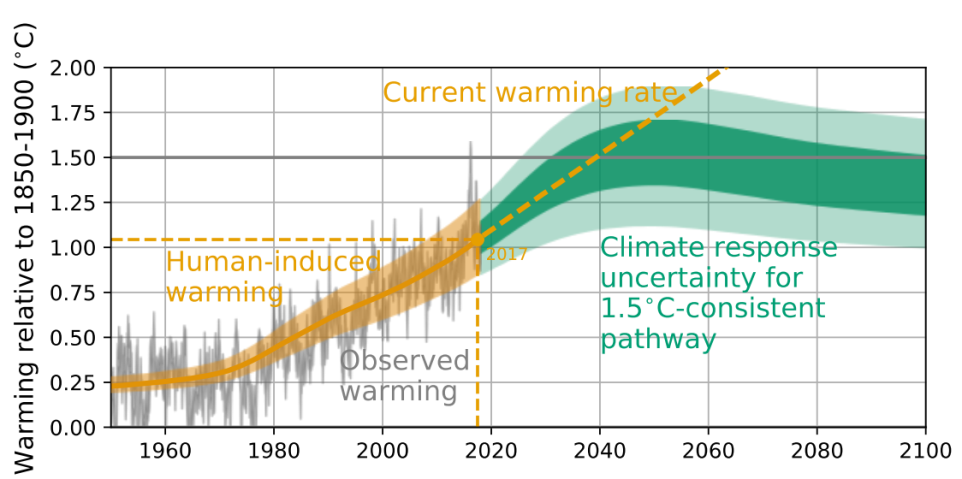 Warming relative to 1850-1900 (°C)
2.00
1.75
1.50
1.25
1.00
0.75
0.50
0.25
0.00
Current warming rate
Human-induced
warming
2017
Observed
warming
Climate response
uncertainty for
1.5°C-consistent
pathway
1960
1980
2000
2020
2040
2060
2080
2100